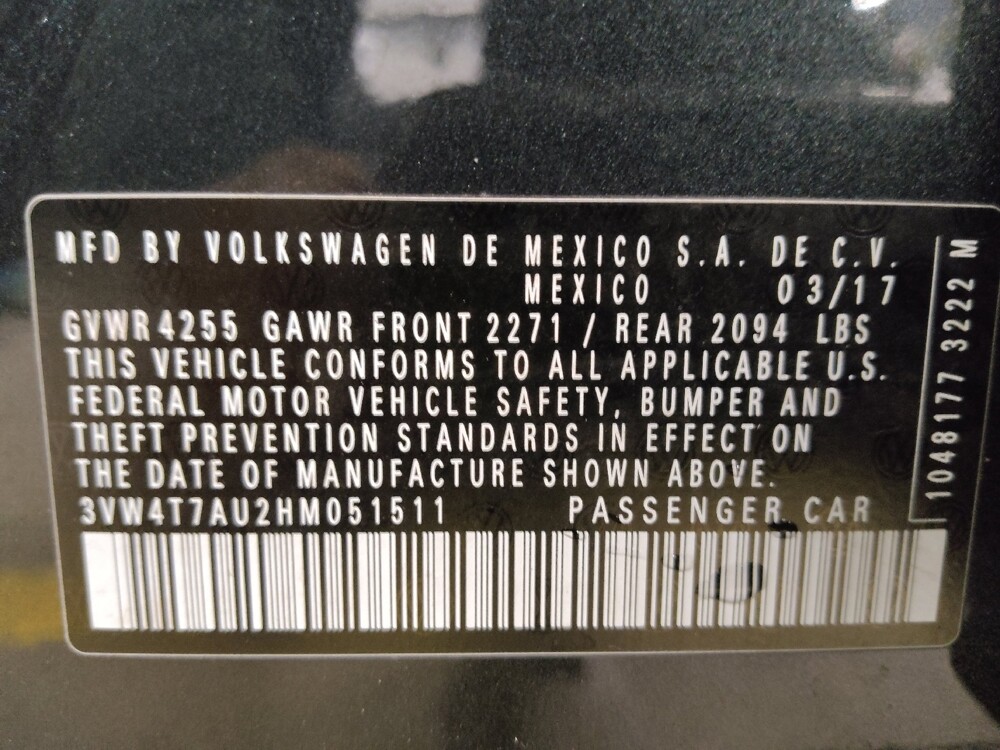 MFD BY VOLKSWAGEN DE MEXICO S.A. DE C.V.
MEXICO 03/17
GVWR 4255 GAWR FRONT 2271 / REAR 2094 LBS
THIS VEHICLE CONFORMS TO ALL APPLICABLE U.S.
FEDERAL MOTOR VEHICLE SAFETY, BUMPER AND
THEFT PREVENTION STANDARDS IN EFFECT ON
THE DATE OF MANUFACTURE SHOWN ABOVE.
3VW4T7AU2HM051511 PASSENGER CAR
1048177 3222 M